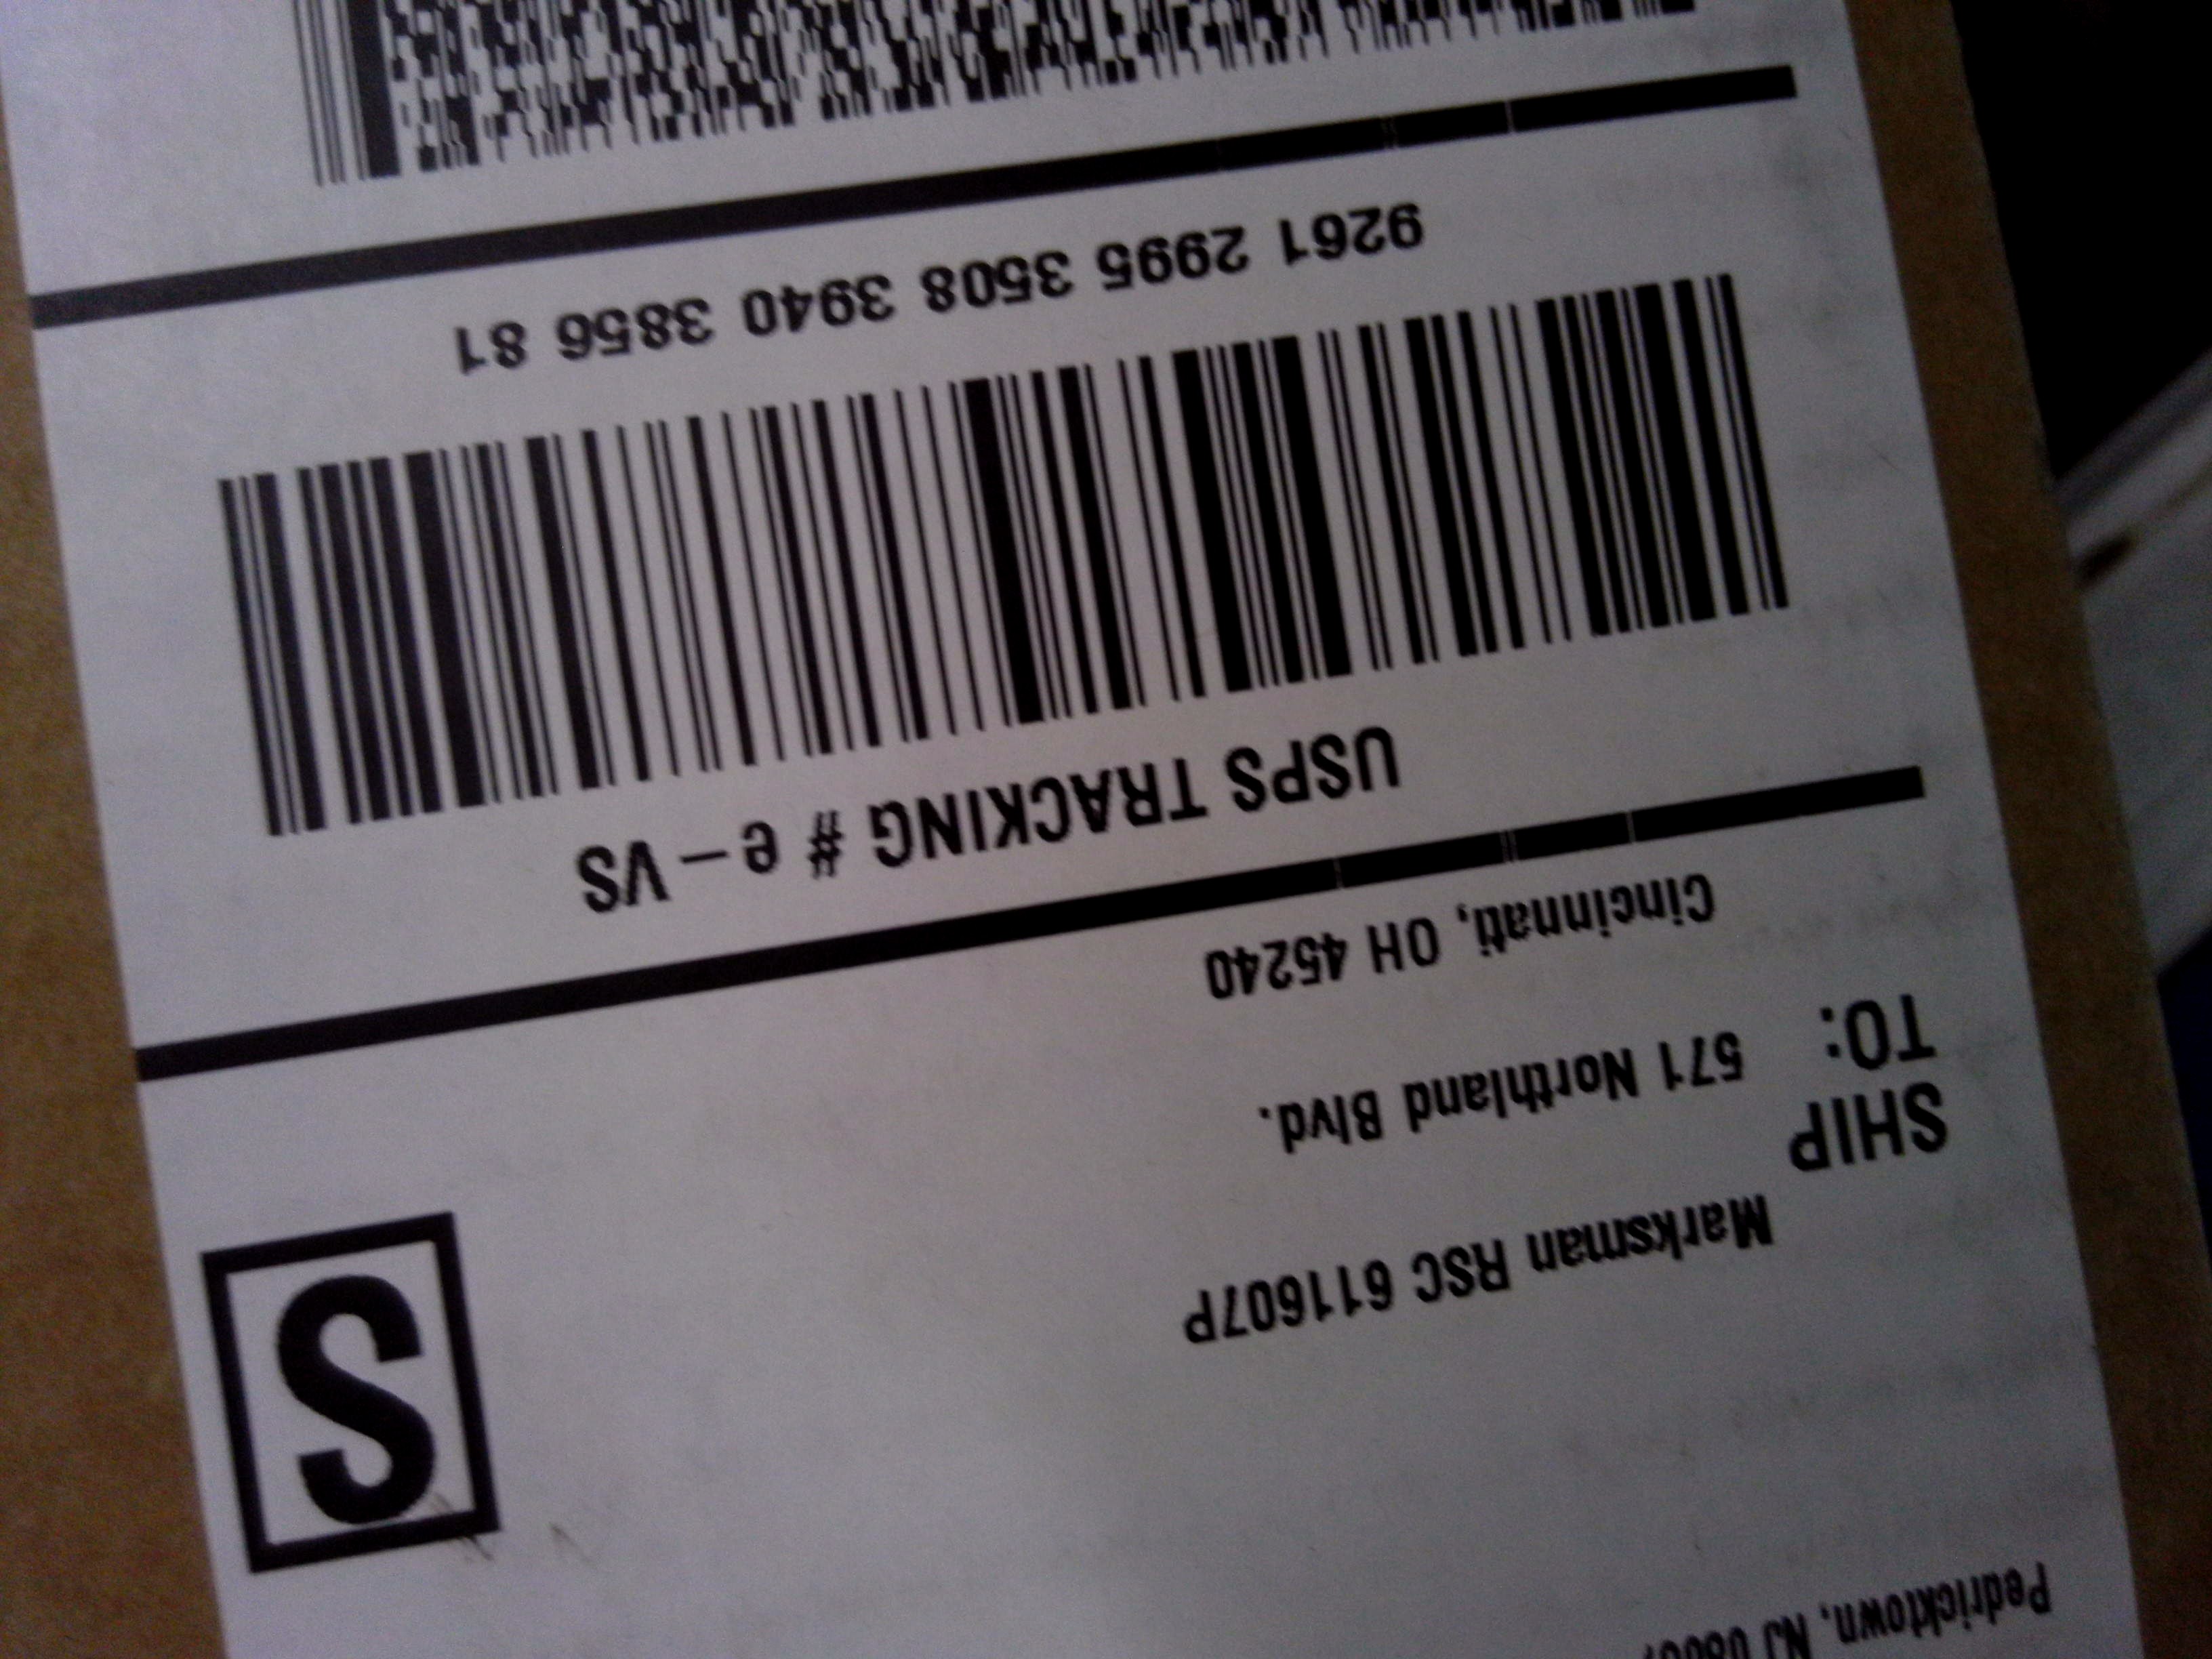 Pedricktown, NJ
S
Marksman RSC 611607P
SHIP
TO:
571 Northland Blvd.
Cincinnati, OH 45240
USPS TRACKING # e-VS
9261 2995 3508 3940 3856 81